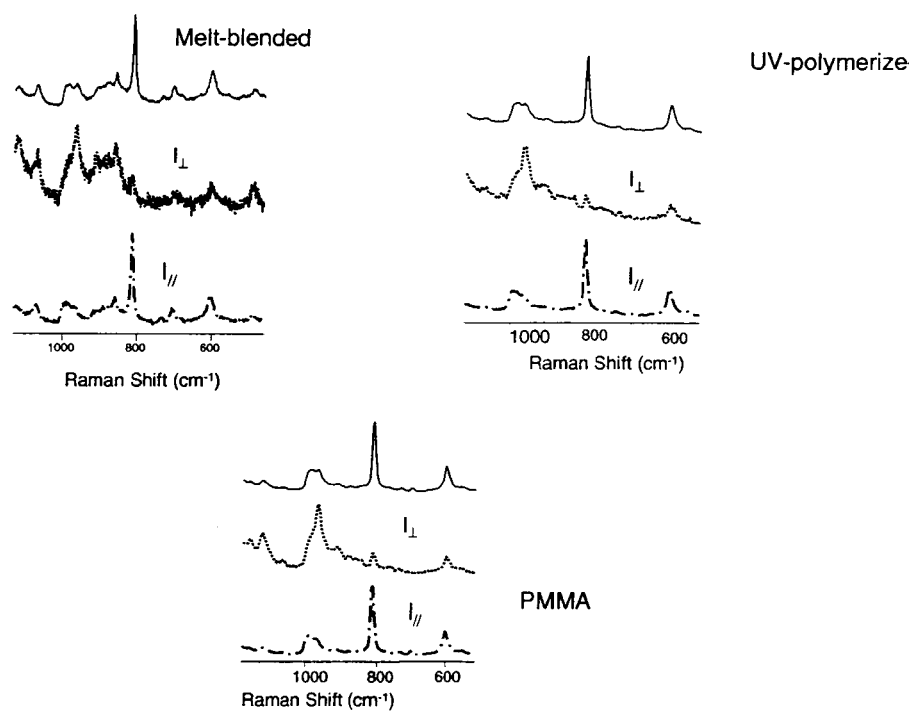 Melt-blended
I⊥
I//
1000 800 600
Raman Shift (cm⁻¹)
UV-polymerize
I⊥
I//
1000 800 600
Raman Shift (cm⁻¹)
I⊥
I//
PMMA
1000 800 600
Raman Shift (cm⁻¹)